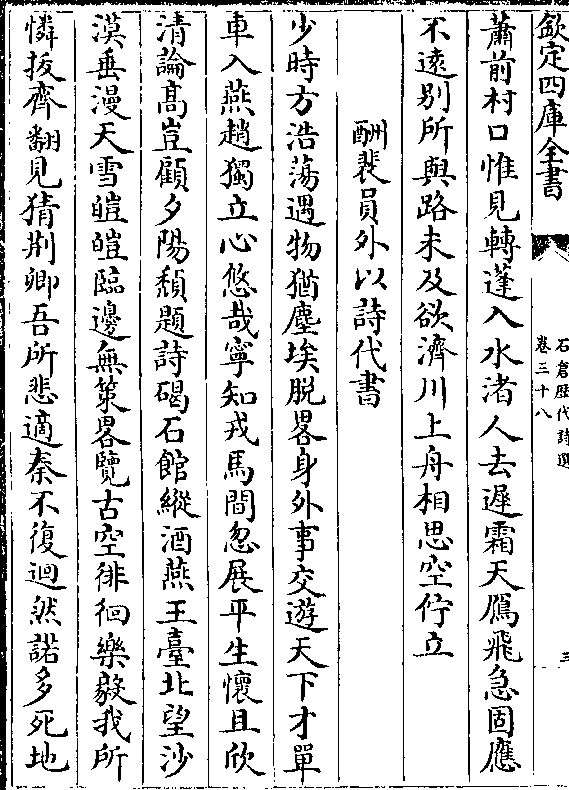 欽定四庫全書
石倉歴代詩選
卷三十八
三
蕭前村口惟見轉蓬入水渚人去遲霜天鴈飛急固應
不遠别所與路未及欲濟川上舟相思空佇立
酬裴員外以詩代書
少時方浩蕩遇物猶塵埃脱畧身外事交遊天下才單
車入燕趙獨立心悠哉寧知戎馬間忽展平生懷且欣
清論髙豈顧夕陽頽題詩碣石館縱酒燕王臺北望沙
漠垂漫天雪皚皚臨邊無策畧覽古空徘徊樂毅我所
憐拔齊翻見猜荆卿吾所悲適秦不復迴然諾多死地